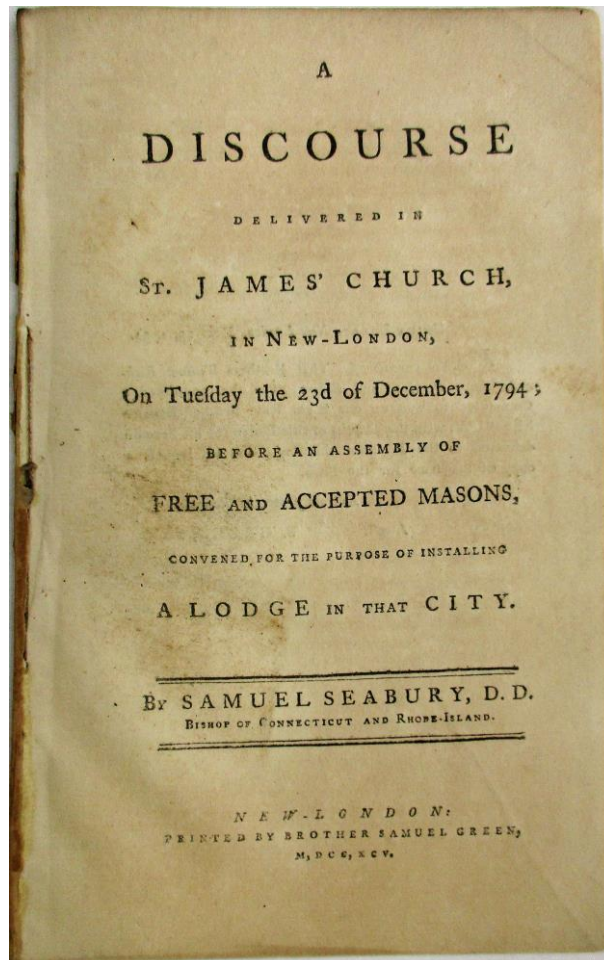 A
DISCOURSE
DELIVERED IN
ST. JAMES' CHURCH,
IN NEW-LONDON,
On Tueſday the 23d of December, 1794;
BEFORE AN ASSEMBLY OF
FREE AND ACCEPTED MASONS,
CONVENED FOR THE PURPOSE OF INSTALLING
A LODGE IN THAT CITY.
BY SAMUEL SEABURY, D. D.
BISHOP OF CONNECTICUT AND RHODE-ISLAND.
NEW-LONDON:
PRINTED BY BROTHER SAMUEL GREEN,
M,DCC,XCV.